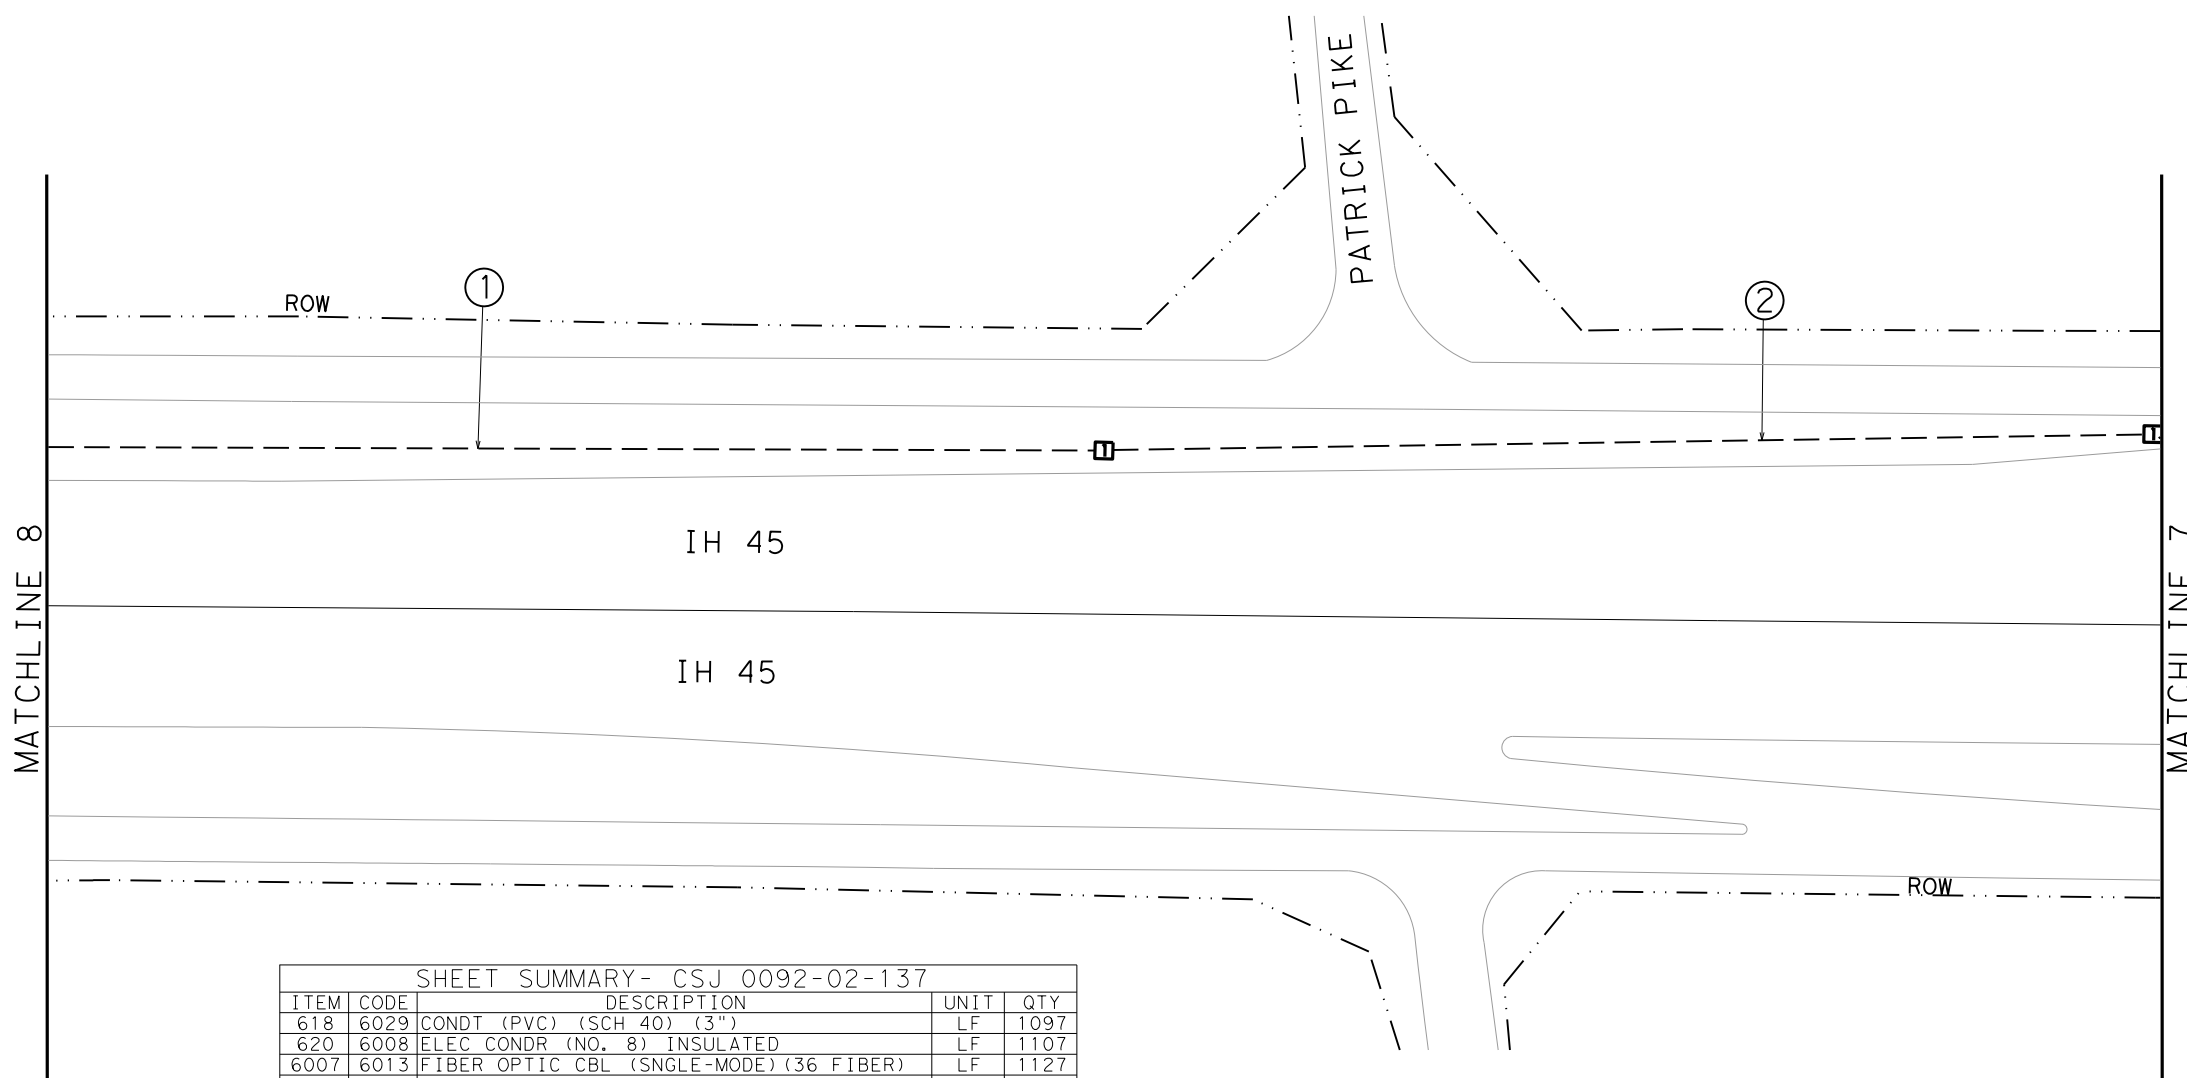 PATRICK PIKE
1
ROW
2
1
1
MATCHLINE 8
IH 45
MATCHLINE 7
IH 45
ROW
SHEET SUMMARY- CSJ 0092-02-137
ITEM CODE DESCRIPTION UNIT QTY
618 6029 CONDT (PVC) (SCH 40) (3") LF 1097
620 6008 ELEC CONDR (NO. 8) INSULATED LF 1107
6007 6013 FIBER OPTIC CBL (SNGLE-MODE)(36 FIBER) LF 1127